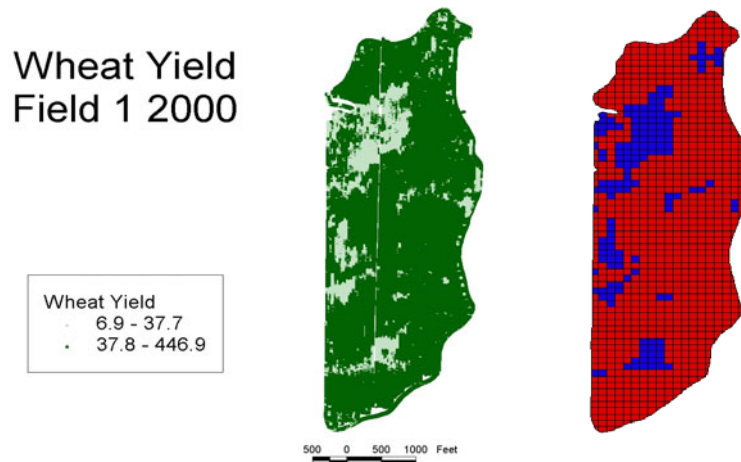 Wheat Yield
Field 1 2000
Wheat Yield
6.9 - 37.7
37.8 - 446.9
500 0 500 1000 Feet